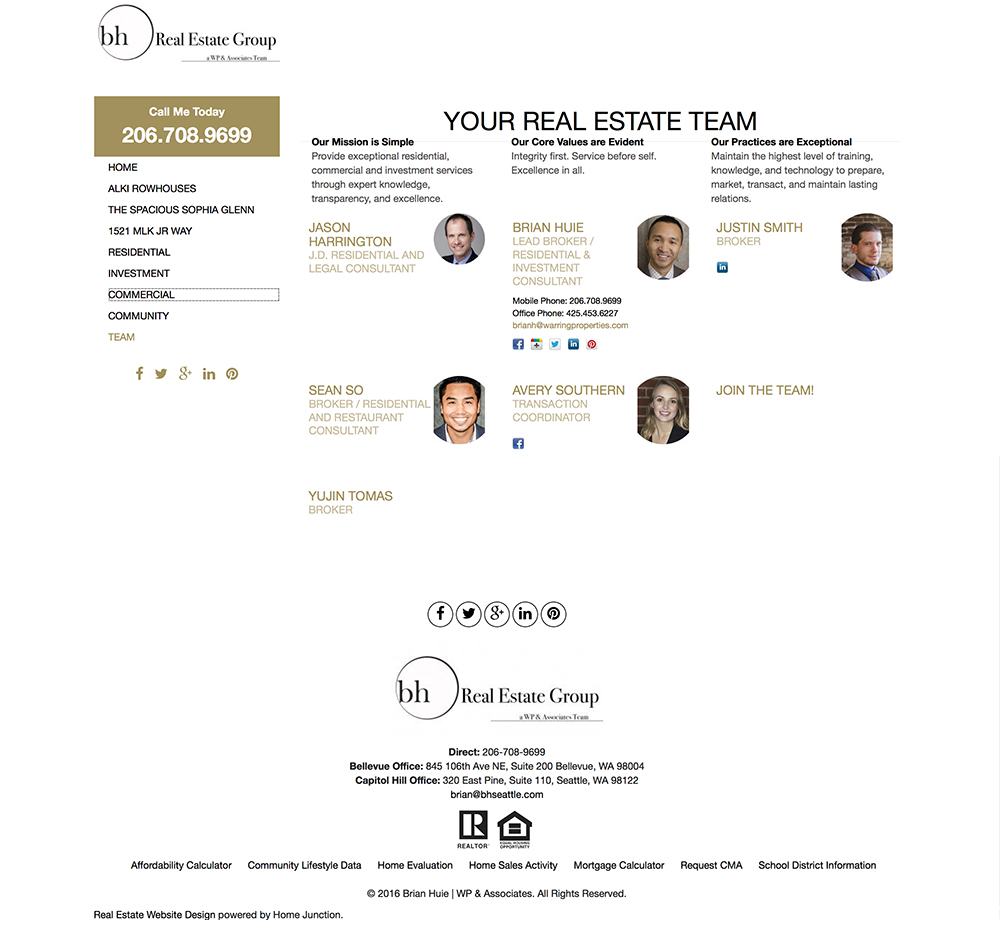 bh Real Estate Group
a WP & Associates Team
Call Me Today
206.708.9699
HOME
ALKI ROWHOUSES
THE SPACIOUS SOPHIA GLENN
1521 MLK JR WAY
RESIDENTIAL
INVESTMENT
COMMERCIAL
COMMUNITY
TEAM
YOUR REAL ESTATE TEAM
Our Mission is Simple
Provide exceptional residential,
commercial and investment services
through expert knowledge,
transparency, and excellence.
Our Core Values are Evident
Integrity first. Service before self.
Excellence in all.
Our Practices are Exceptional
Maintain the highest level of training,
knowledge, and technology to prepare,
market, transact, and maintain lasting
relations.
JASON
HARRINGTON
J.D. RESIDENTIAL AND
LEGAL CONSULTANT
BRIAN HUIE
LEAD BROKER /
RESIDENTIAL &
INVESTMENT
CONSULTANT
Mobile Phone: 206.708.9699
Office Phone: 425.453.6227
brianh@warringproperties.com
JUSTIN SMITH
BROKER
SEAN SO
BROKER / RESIDENTIAL
AND RESTAURANT
CONSULTANT
AVERY SOUTHERN
TRANSACTION
COORDINATOR
JOIN THE TEAM!
YUJIN TOMAS
BROKER
bh Real Estate Group
a WP & Associates Team
Direct: 206-708-9699
Bellevue Office: 845 106th Ave NE, Suite 200 Bellevue, WA 98004
Capitol Hill Office: 320 East Pine, Suite 110, Seattle, WA 98122
brian@bhseattle.com
REALTOR®
EQUAL HOUSING
OPPORTUNITY
Affordability Calculator Community Lifestyle Data Home Evaluation Home Sales Activity Mortgage Calculator Request CMA School District Information
© 2016 Brian Huie | WP & Associates. All Rights Reserved.
Real Estate Website Design powered by Home Junction.